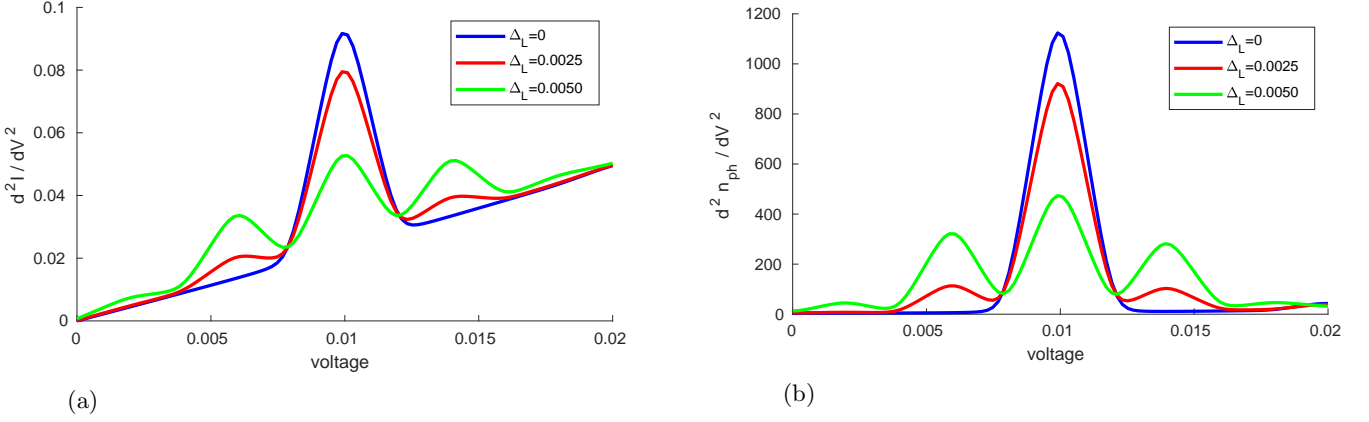 0.1
0.08
0.06
0.04
0.02
0
d²I / dV²
0
0.005
0.01
0.015
0.02
voltage
Δ_L=0
Δ_L=0.0025
Δ_L=0.0050
(a)
1200
1000
800
600
400
200
0
d² n_ph / dV²
0
0.005
0.01
0.015
0.02
voltage
Δ_L=0
Δ_L=0.0025
Δ_L=0.0050
(b)